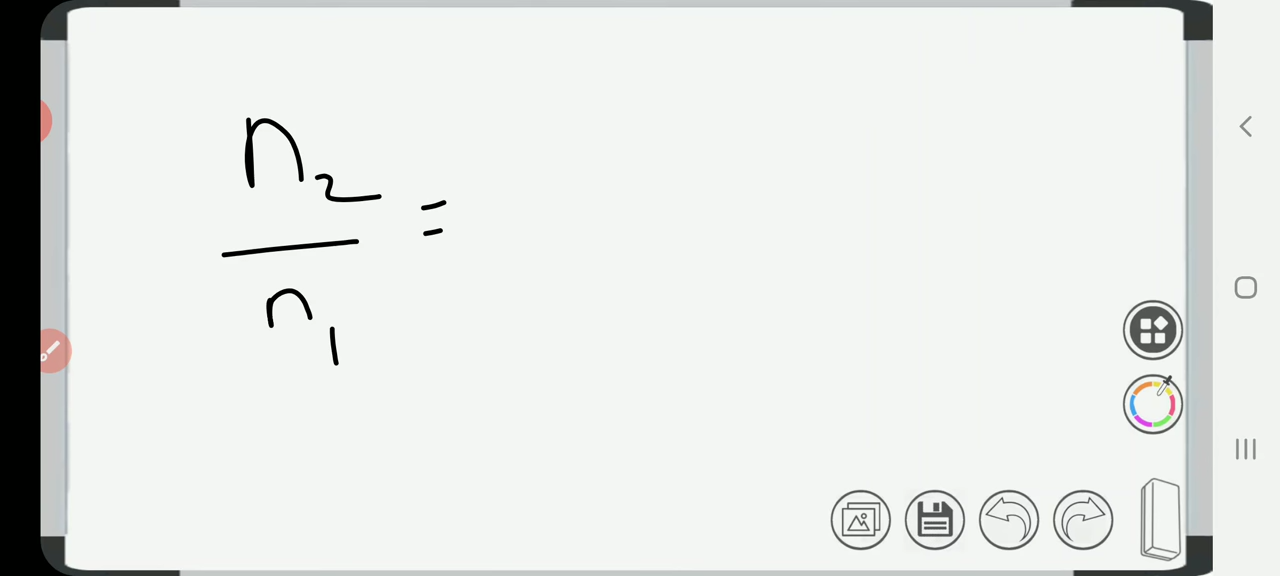 n₂
—— =
n₁